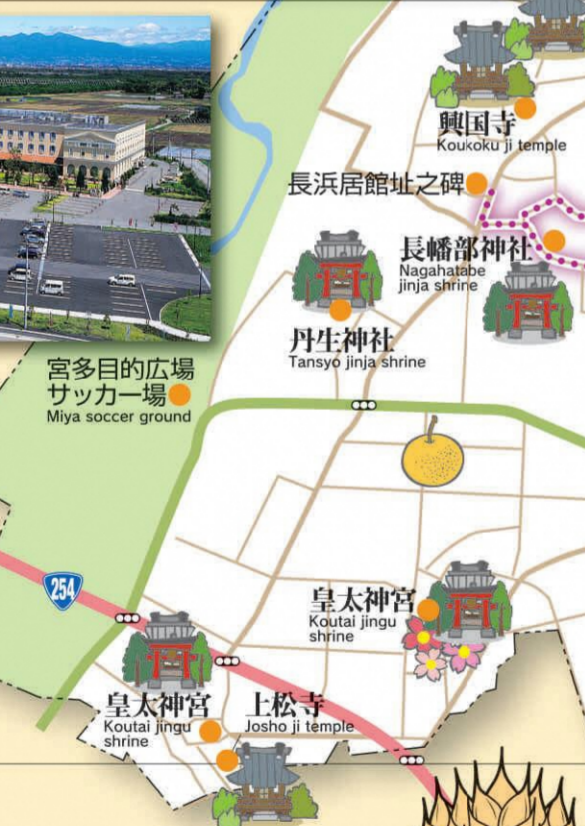 興国寺
Koukoku ji temple
長浜居館址之碑
長幡部神社
Nagahatabe
jinja shrine
丹生神社
Tansyo jinja shrine
宮多目的広場
サッカー場
Miya soccer ground
254
皇太神宮
Koutai jingu
shrine
皇太神宮
Koutai jingu
shrine
上松寺
Josho ji temple